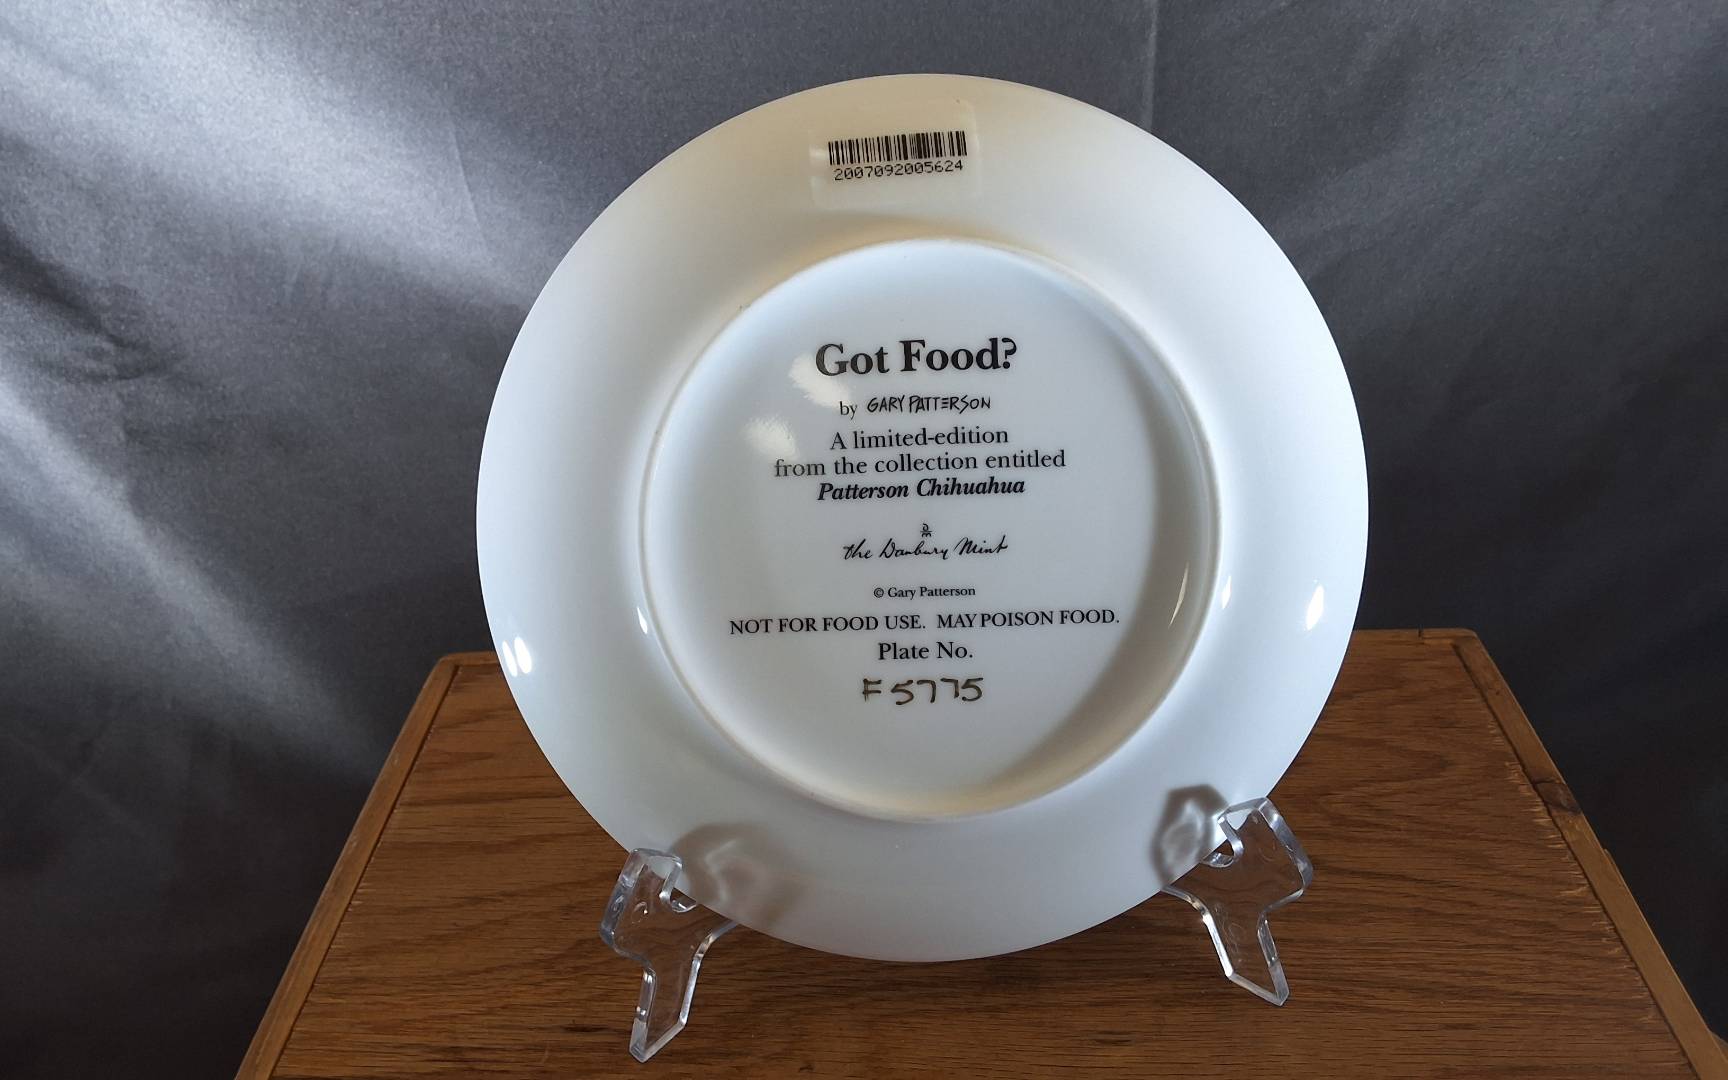 2007092005624
Got Food?
by GARY PATTERSON
A limited-edition
from the collection entitled
Patterson Chihuahua
the Danbury Mint
© Gary Patterson
NOT FOR FOOD USE. MAY POISON FOOD.
Plate No.
F5775